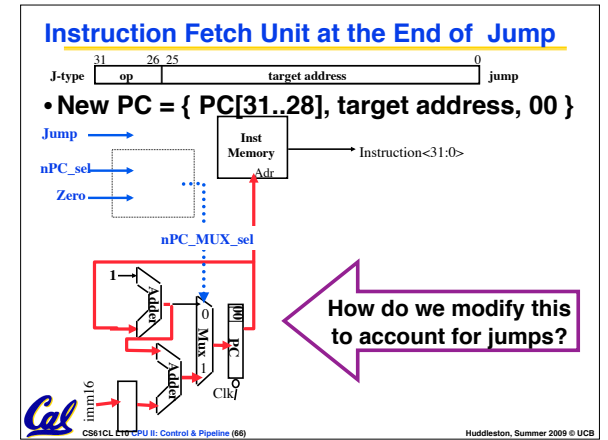 Instruction Fetch Unit at the End of Jump
31 26 25 0
J-type op target address jump
• New PC = { PC[31..28], target address, 00 }
Jump
Inst
Memory
Instruction<31:0>
Adr
nPC_sel
Zero
nPC_MUX_sel
1
Adder
0
Mux
1
00
PC
Adder
Clk
imm16
How do we modify this
to account for jumps?
Cal
CS61CL L10 CPU II: Control & Pipeline (66)
Huddleston, Summer 2009 © UCB